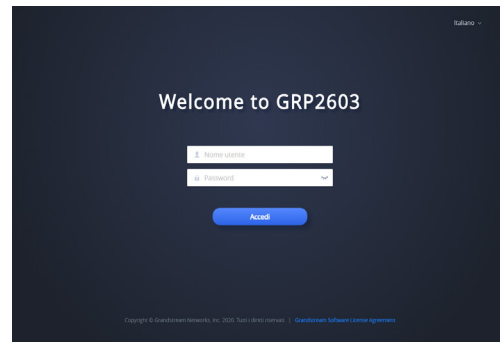 Italiano
Welcome to GRP2603
Nome utente
Password
Accedi
Copyright © Grandstream Networks, Inc. 2020. Tutti i diritti riservati. | Grandstream Software License Agreement